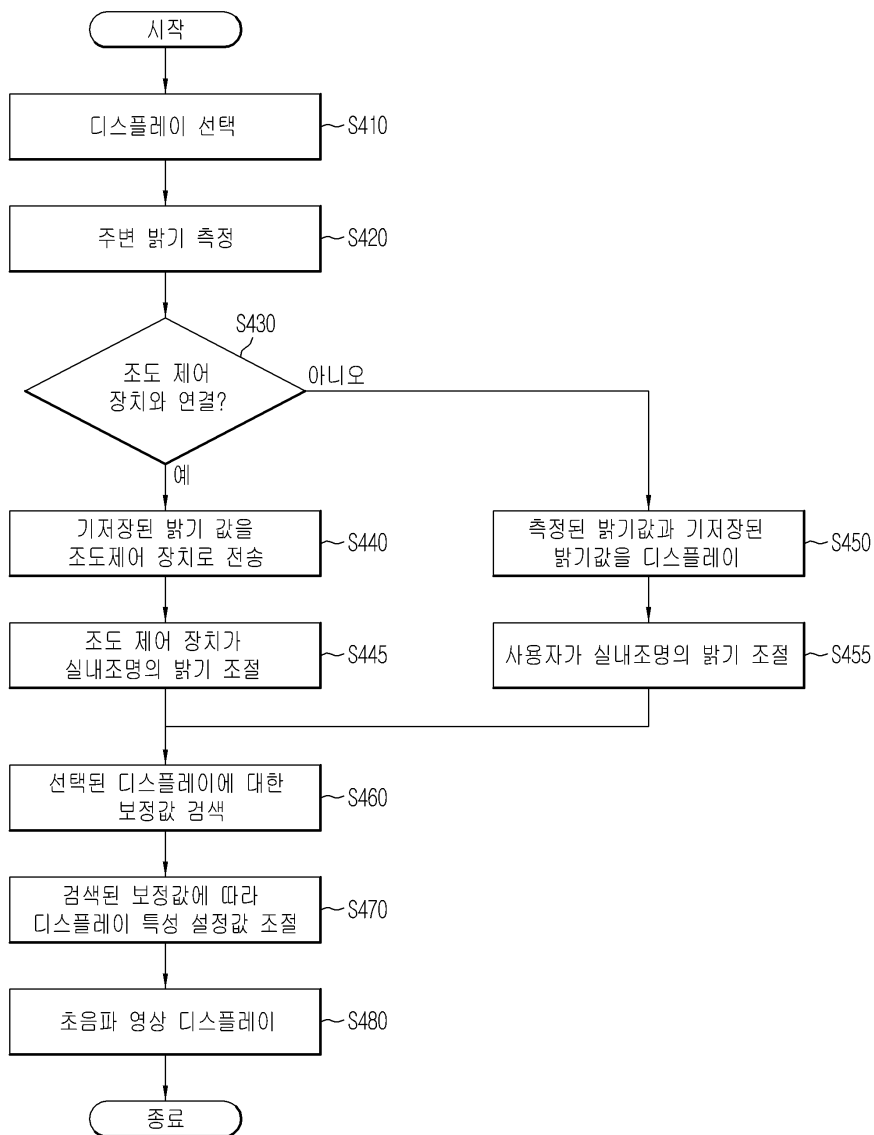 시작
디스플레이 선택
S410
주변 밝기 측정
S420
S430
조도 제어
장치와 연결?
아니오
예
기저장된 밝기 값을
조도제어 장치로 전송
S440
측정된 밝기값과 기저장된
밝기값을 디스플레이
S450
조도 제어 장치가
실내조명의 밝기 조절
S445
사용자가 실내조명의 밝기 조절
S455
선택된 디스플레이에 대한
보정값 검색
S460
검색된 보정값에 따라
디스플레이 특성 설정값 조절
S470
초음파 영상 디스플레이
S480
종료